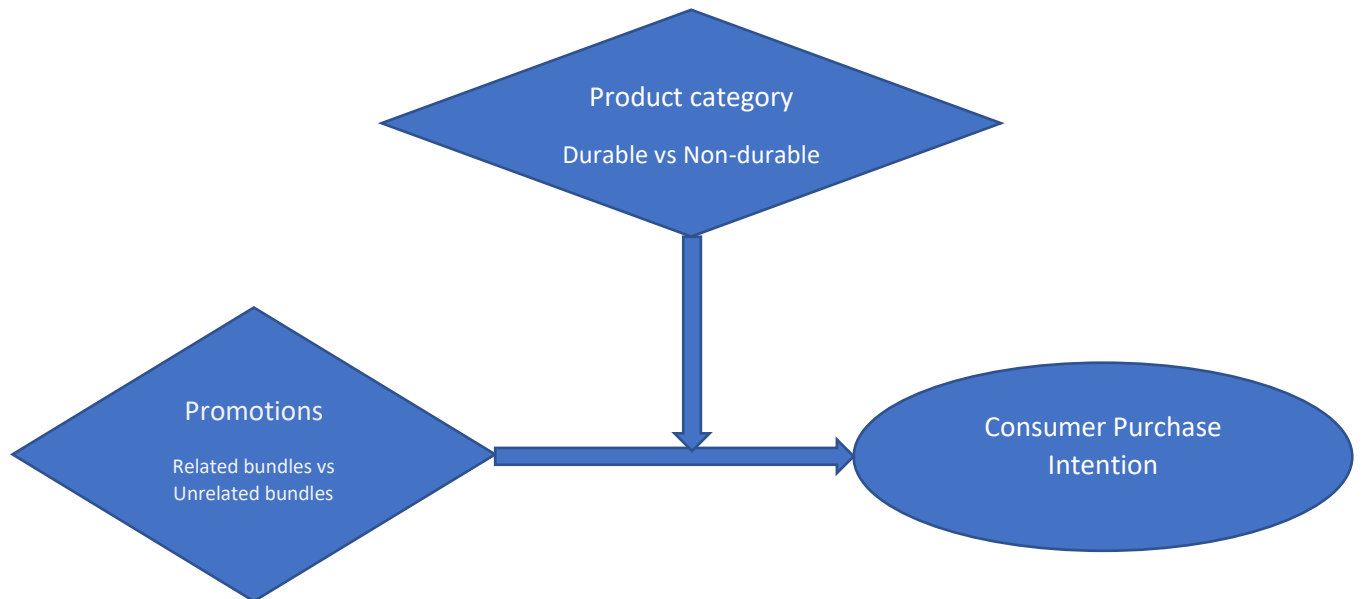 Product category
Durable vs Non-durable
Promotions
Related bundles vs
Unrelated bundles
Consumer Purchase
Intention